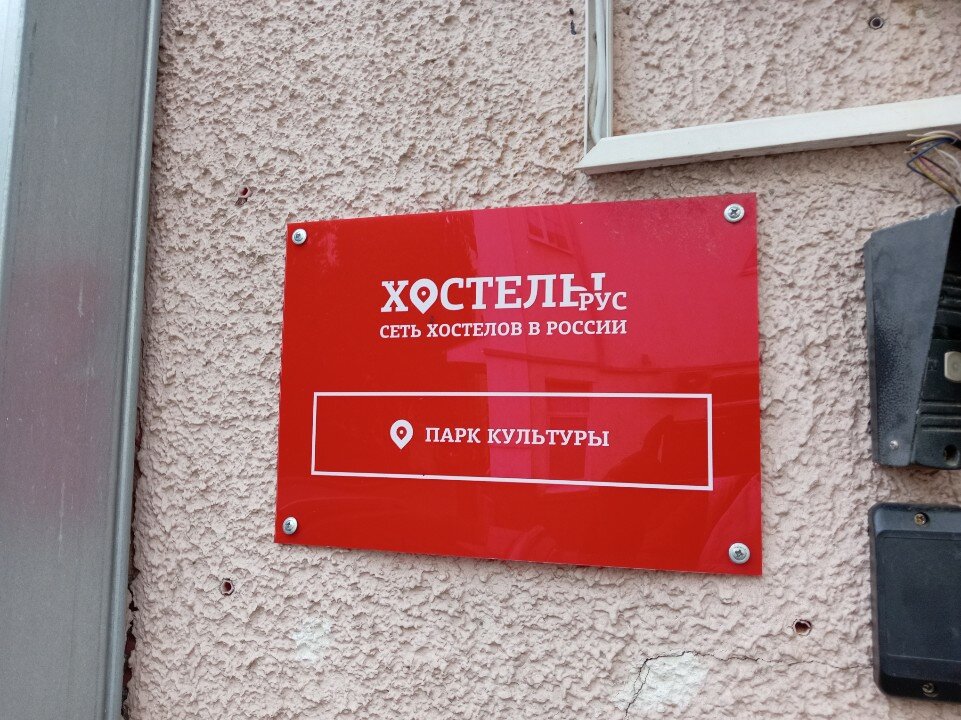 ХОСТЕЛЫ
РУС
СЕТЬ ХОСТЕЛОВ В РОССИИ
ПАРК КУЛЬТУРЫ